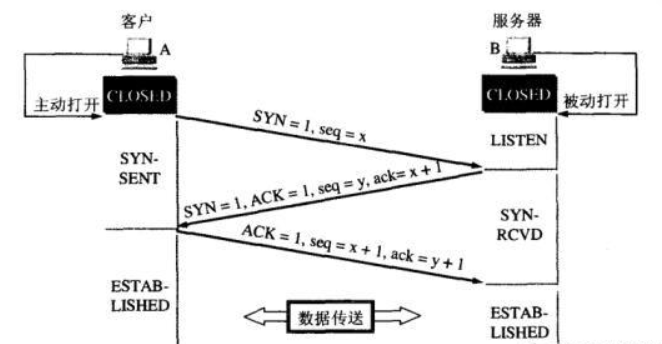 客户
服务器
A
B
CLOSED
CLOSED
主动打开
被动打开
SYN = 1, seq = x
LISTEN
SYN-
SENT
SYN = 1, ACK = 1, seq = y, ack= x + 1
SYN-
RCVD
ACK = 1, seq = x + 1, ack = y + 1
ESTAB-
LISHED
数据传送
ESTAB-
LISHED